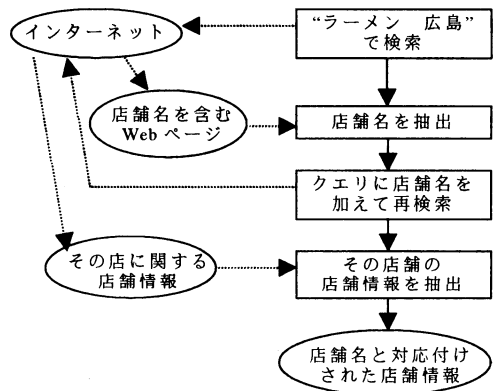 インターネット
“ラーメン　広島”
で検索
店舗名を含む
Webページ
店舗名を抽出
クエリに店舗名を
加えて再検索
その店に関する
店舗情報
その店舗の
店舗情報を抽出
店舗名と対応付け
された店舗情報